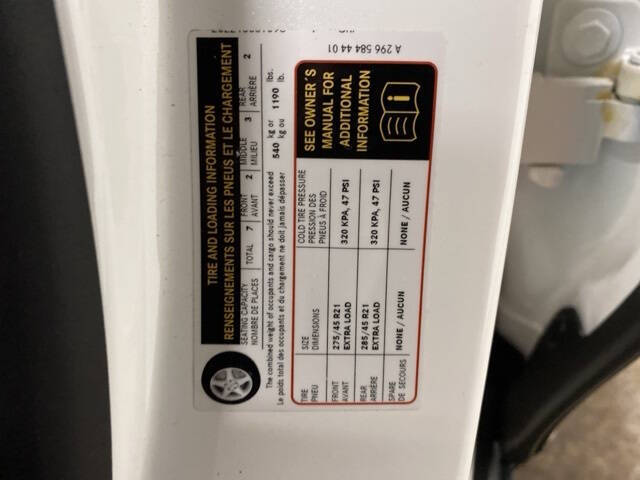 TIRE AND LOADING INFORMATION
RENSEIGNEMENTS SUR LES PNEUS ET LE CHARGEMENT
SEATING CAPACITY TOTAL 7 FRONT 2 MIDDLE 3 REAR 2
NOMBRE DE PLACES AVANT MILIEU ARRIÈRE
The combined weight of occupants and cargo should never exceed 540 kg or 1190 lbs.
Le poids total des occupants et du chargement ne doit jamais dépasser kg ou lb.
TIRE SIZE COLD TIRE PRESSURE
PNEU DIMENSIONS PRESSION DES
PNEUS À FROID
FRONT 275/45 R21 320 KPA, 47 PSI
AVANT EXTRA LOAD
REAR 285/45 R21 320 KPA, 47 PSI
ARRIÈRE EXTRA LOAD
SPARE NONE / AUCUN NONE / AUCUN
DE SECOURS
SEE OWNER´S
MANUAL FOR
ADDITIONAL
INFORMATION
A 296 584 44 01